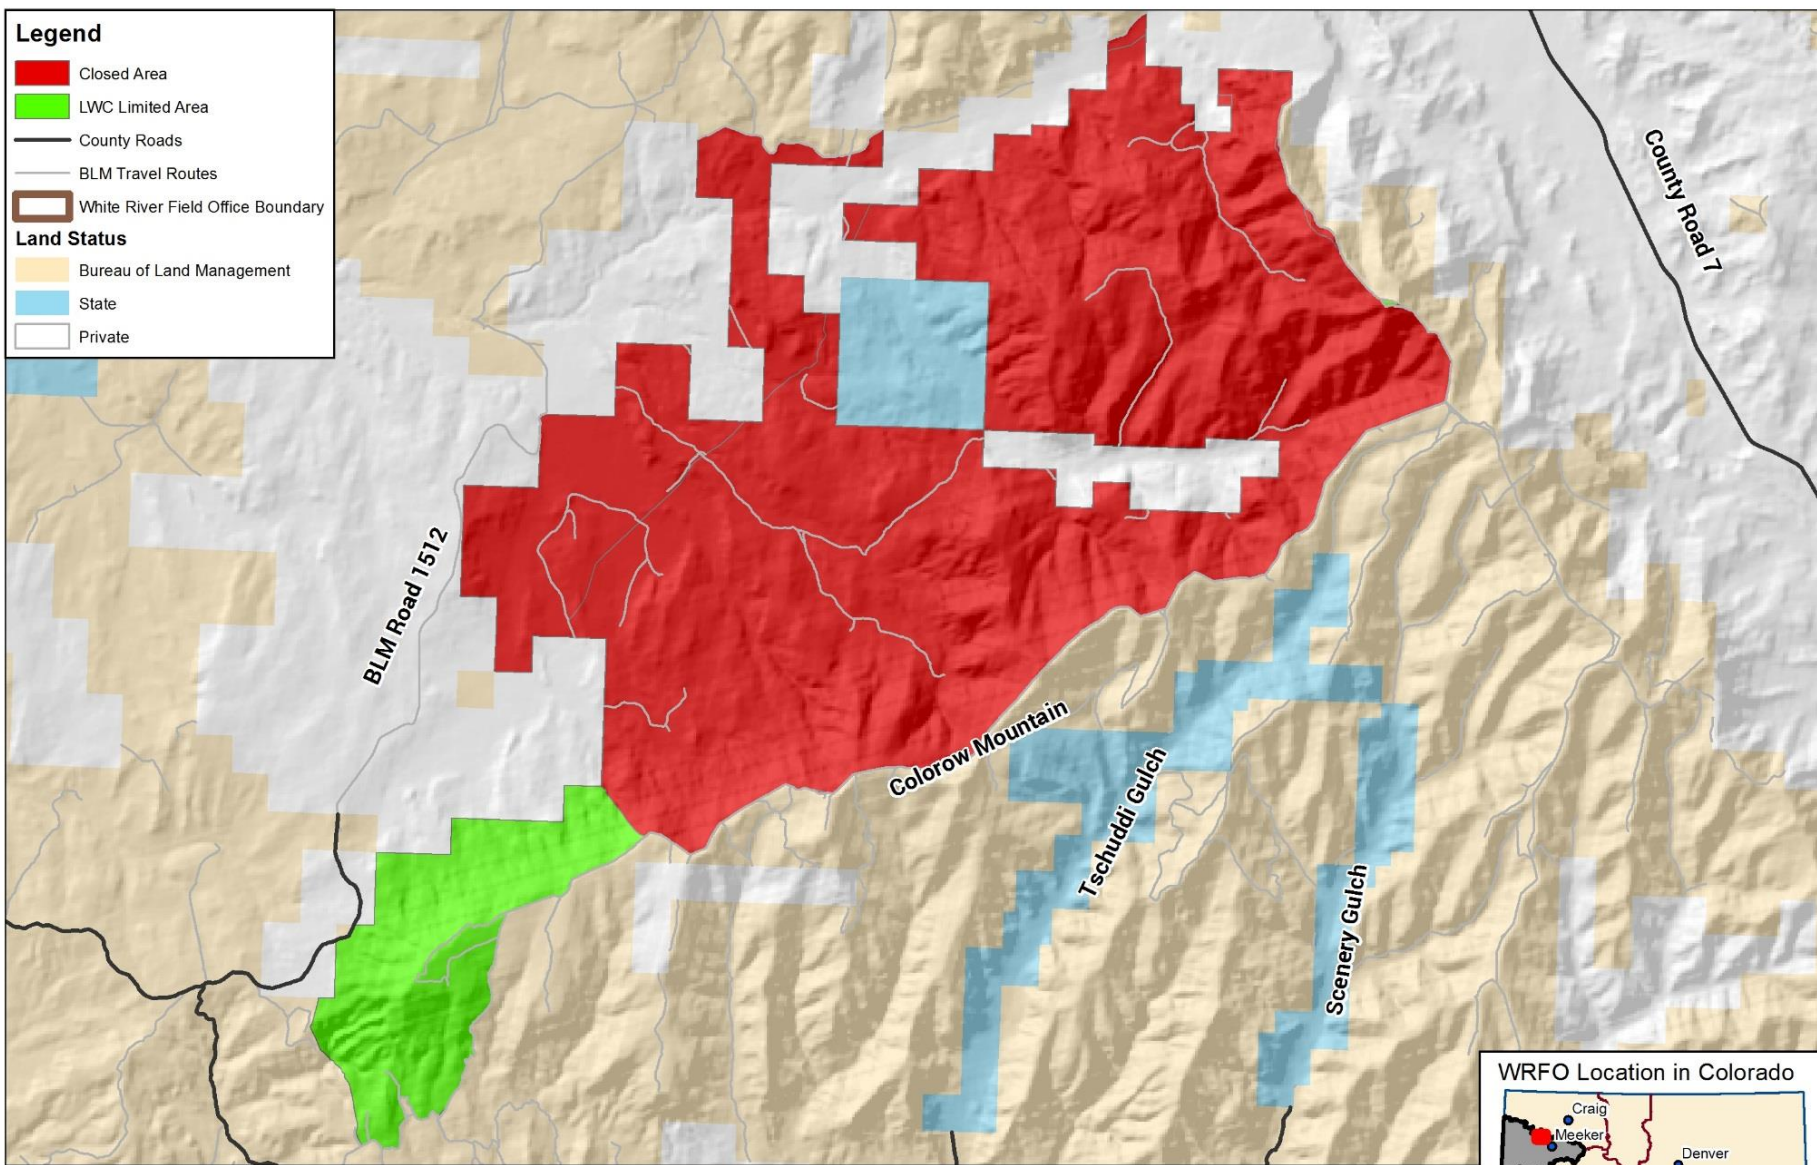 Legend
Closed Area
LWC Limited Area
County Roads
BLM Travel Routes
White River Field Office Boundary
Land Status
Bureau of Land Management
State
Private
County Road 7
BLM Road 1512
Colorow Mountain
Tschuddi Gulch
Scenery Gulch
WRFO Location in Colorado
Craig
Meeker
Denver